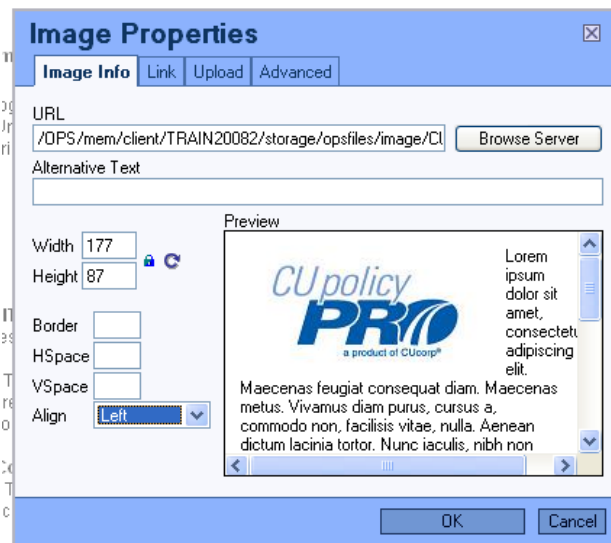 Image Properties
Image Info Link Upload Advanced
URL
/OPS/mem/client/TRAIN20082/storage/opsfiles/image/CU
Browse Server
Alternative Text
Width 177
Height 87
Border
HSpace
VSpace
Align Left
Preview
CU policy
PRO
a product of CUcorp®
Lorem
ipsum
dolor sit
amet,
consectetu
adipiscing
elit.
Maecenas feugiat consequat diam. Maecenas
metus. Vivamus diam purus, cursus a,
commodo non, facilisis vitae, nulla. Aenean
dictum lacinia tortor. Nunc iaculis, nibh non
OK Cancel